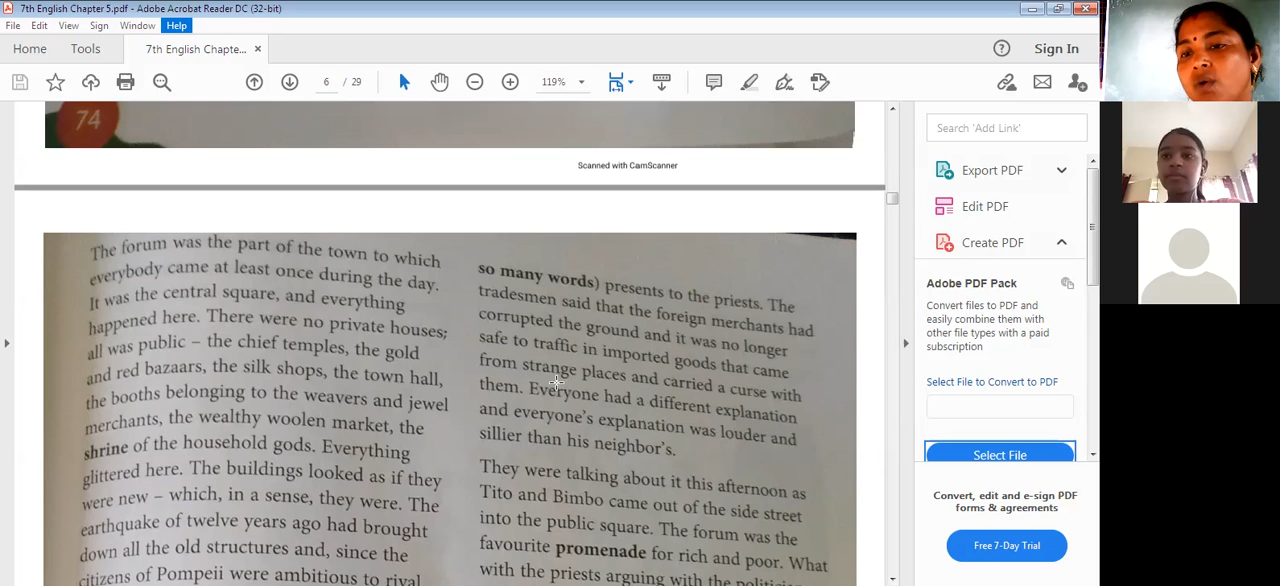 7th English Chapter 5.pdf - Adobe Acrobat Reader DC (32-bit)
File Edit View Sign Window Help
Home Tools 7th English Chapte... × Sign In
6 / 29 119%
Search 'Add Link'
Export PDF
Edit PDF
Create PDF
Adobe PDF Pack
Convert files to PDF and
easily combine them with
other file types with a paid
subscription
Select File to Convert to PDF
Select File
Convert, edit and e-sign PDF
forms & agreements
Free 7-Day Trial
74
Scanned with CamScanner
The forum was the part of the town to which
everybody came at least once during the day.
It was the central square, and everything
happened here. There were no private houses;
all was public – the chief temples, the gold
and red bazaars, the silk shops, the town hall,
the booths belonging to the weavers and jewel
merchants, the wealthy woolen market, the
shrine of the household gods. Everything
glittered here. The buildings looked as if they
were new – which, in a sense, they were. The
earthquake of twelve years ago had brought
down all the old structures and, since the
citizens of Pompeii were ambitious to rival
so many words) presents to the priests. The
tradesmen said that the foreign merchants had
corrupted the ground and it was no longer
safe to traffic in imported goods that came
from strange places and carried a curse with
them. Everyone had a different explanation
and everyone's explanation was louder and
sillier than his neighbor's.
They were talking about it this afternoon as
Tito and Bimbo came out of the side street
into the public square. The forum was the
favourite promenade for rich and poor. What
with the priests arguing with the politicians